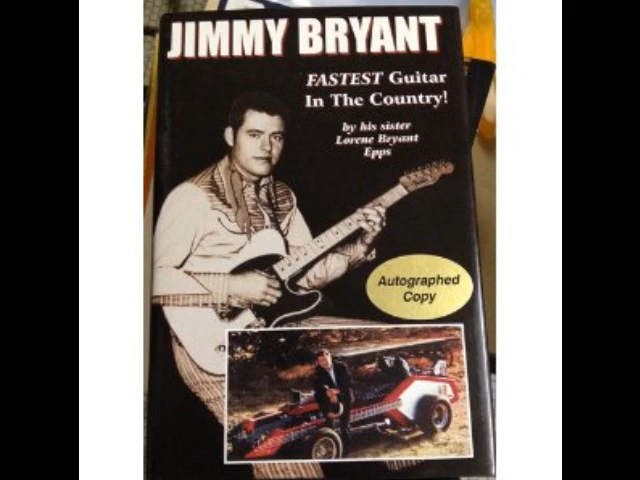 JIMMY BRYANT
FASTEST Guitar
In The Country!
by his sister
Lorene Bryant
Epps
Autographed
Copy